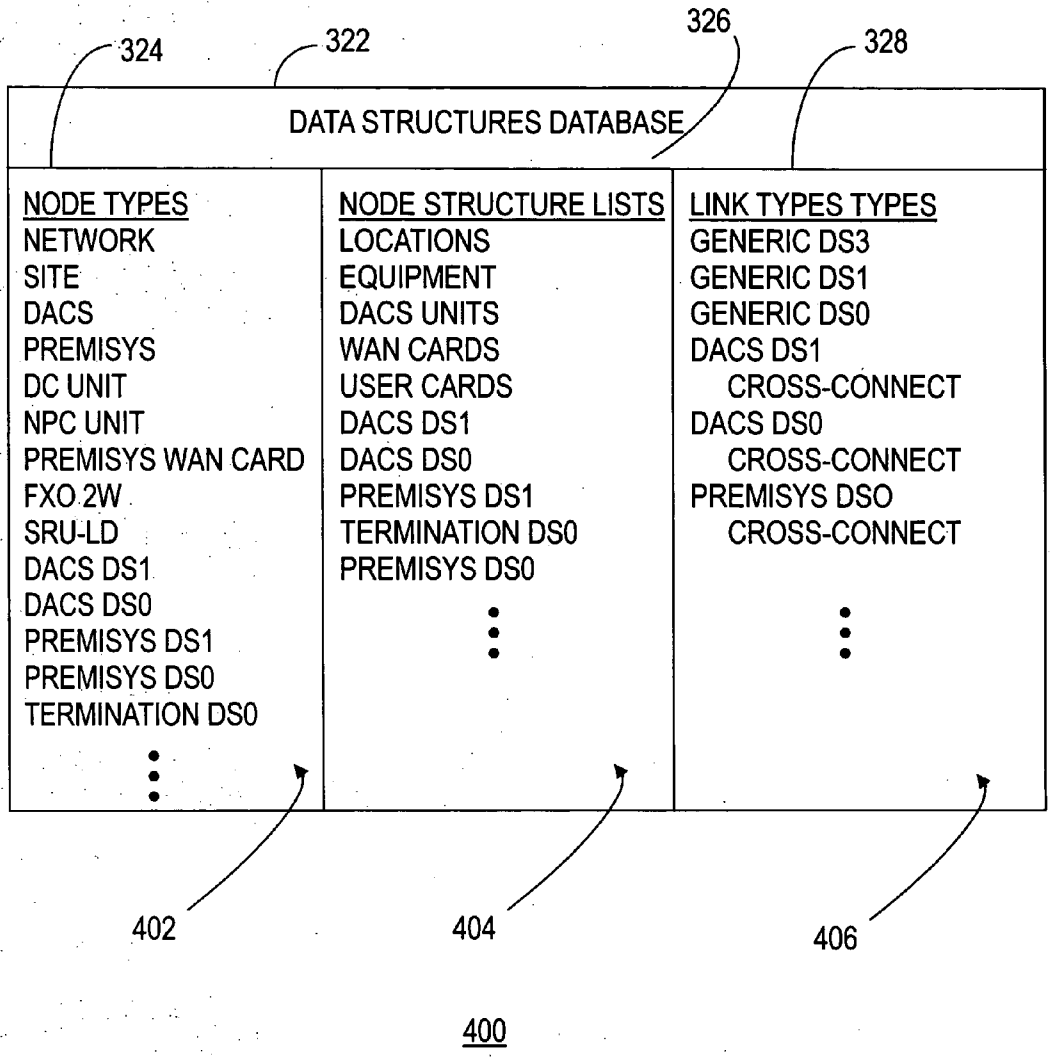 324
322
326
328
DATA STRUCTURES DATABASE
NODE TYPES
NETWORK
SITE
DACS
PREMISYS
DC UNIT
NPC UNIT
PREMISYS WAN CARD
FXO 2W
SRU-LD
DACS DS1
DACS DS0
PREMISYS DS1
PREMISYS DS0
TERMINATION DS0
NODE STRUCTURE LISTS
LOCATIONS
EQUIPMENT
DACS UNITS
WAN CARDS
USER CARDS
DACS DS1
DACS DS0
PREMISYS DS1
TERMINATION DS0
PREMISYS DS0
LINK TYPES TYPES
GENERIC DS3
GENERIC DS1
GENERIC DS0
DACS DS1
CROSS-CONNECT
DACS DS0
CROSS-CONNECT
PREMISYS DSO
CROSS-CONNECT
402
404
406
400